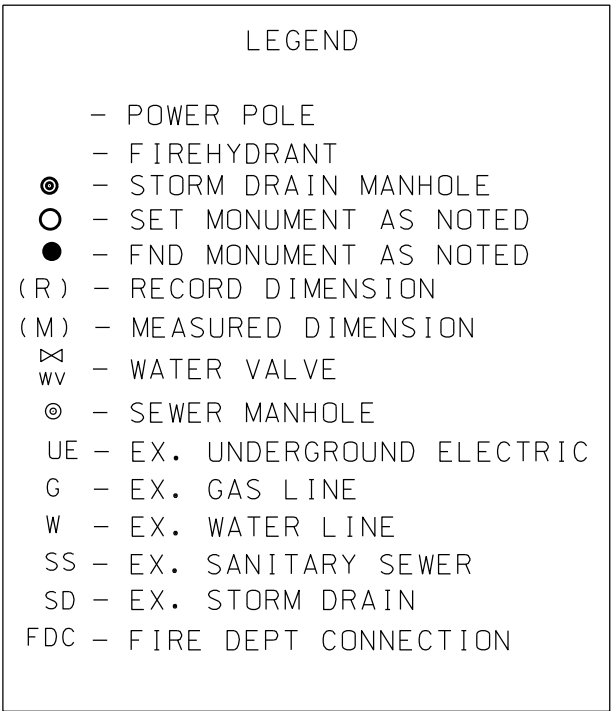 LEGEND
- POWER POLE
- FIREHYDRANT
- STORM DRAIN MANHOLE
- SET MONUMENT AS NOTED
- FND MONUMENT AS NOTED
(R) - RECORD DIMENSION
(M) - MEASURED DIMENSION
WV - WATER VALVE
- SEWER MANHOLE
UE - EX. UNDERGROUND ELECTRIC
G - EX. GAS LINE
W - EX. WATER LINE
SS - EX. SANITARY SEWER
SD - EX. STORM DRAIN
FDC - FIRE DEPT CONNECTION